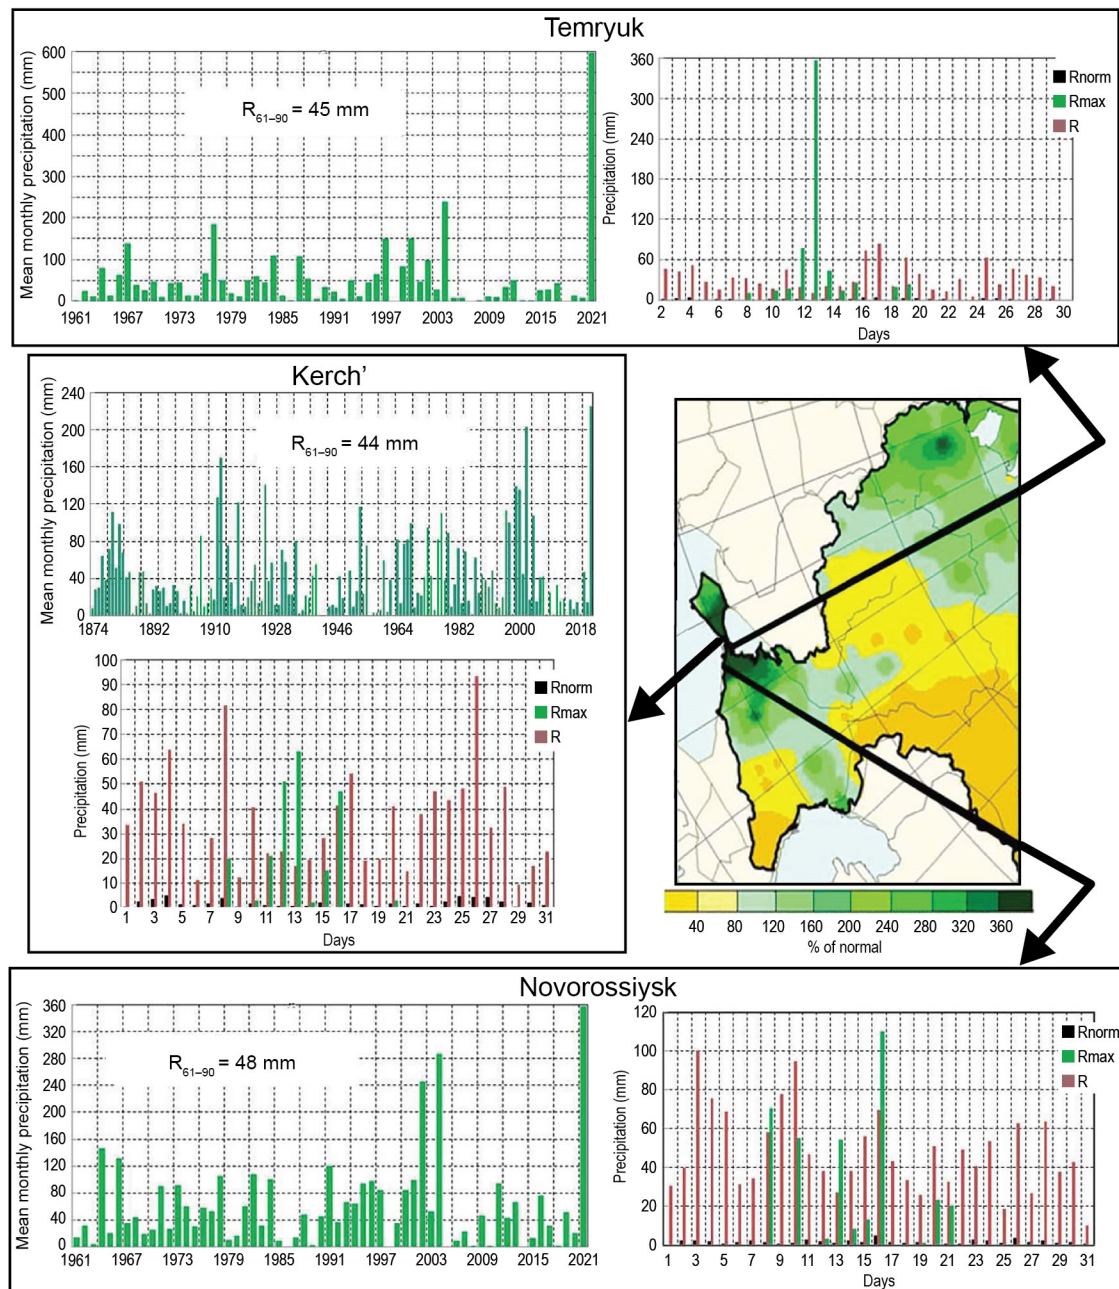 Temryuk
Mean monthly precipitation (mm)
600
500
400
300
200
100
R61–90 = 45 mm
1961 1967 1973 1979 1985 1991 1997 2003 2009 2015 2021
Precipitation (mm)
360
300
240
180
120
60
0
Rnorm
Rmax
R
2 4 6 8 10 12 14 16 18 20 22 24 26 28 30
Days
Kerch'
Mean monthly precipitation (mm)
240
200
160
120
80
40
0
R61–90 = 44 mm
1874 1892 1910 1928 1946 1964 1982 2000 2018
Precipitation (mm)
100
90
80
70
60
50
40
30
20
10
0
Rnorm
Rmax
R
1 3 5 7 9 11 13 15 17 19 21 23 25 27 29 31
Days
40 80 120 160 200 240 280 320 360
% of normal
Novorossiysk
Mean monthly precipitation (mm)
360
320
280
240
200
160
120
80
40
0
R61–90 = 48 mm
1961 1967 1973 1979 1985 1991 1997 2003 2009 2015 2021
Precipitation (mm)
120
100
80
60
40
20
0
Rnorm
Rmax
R
1 3 5 7 9 11 13 15 17 19 21 23 25 27 29 31
Days